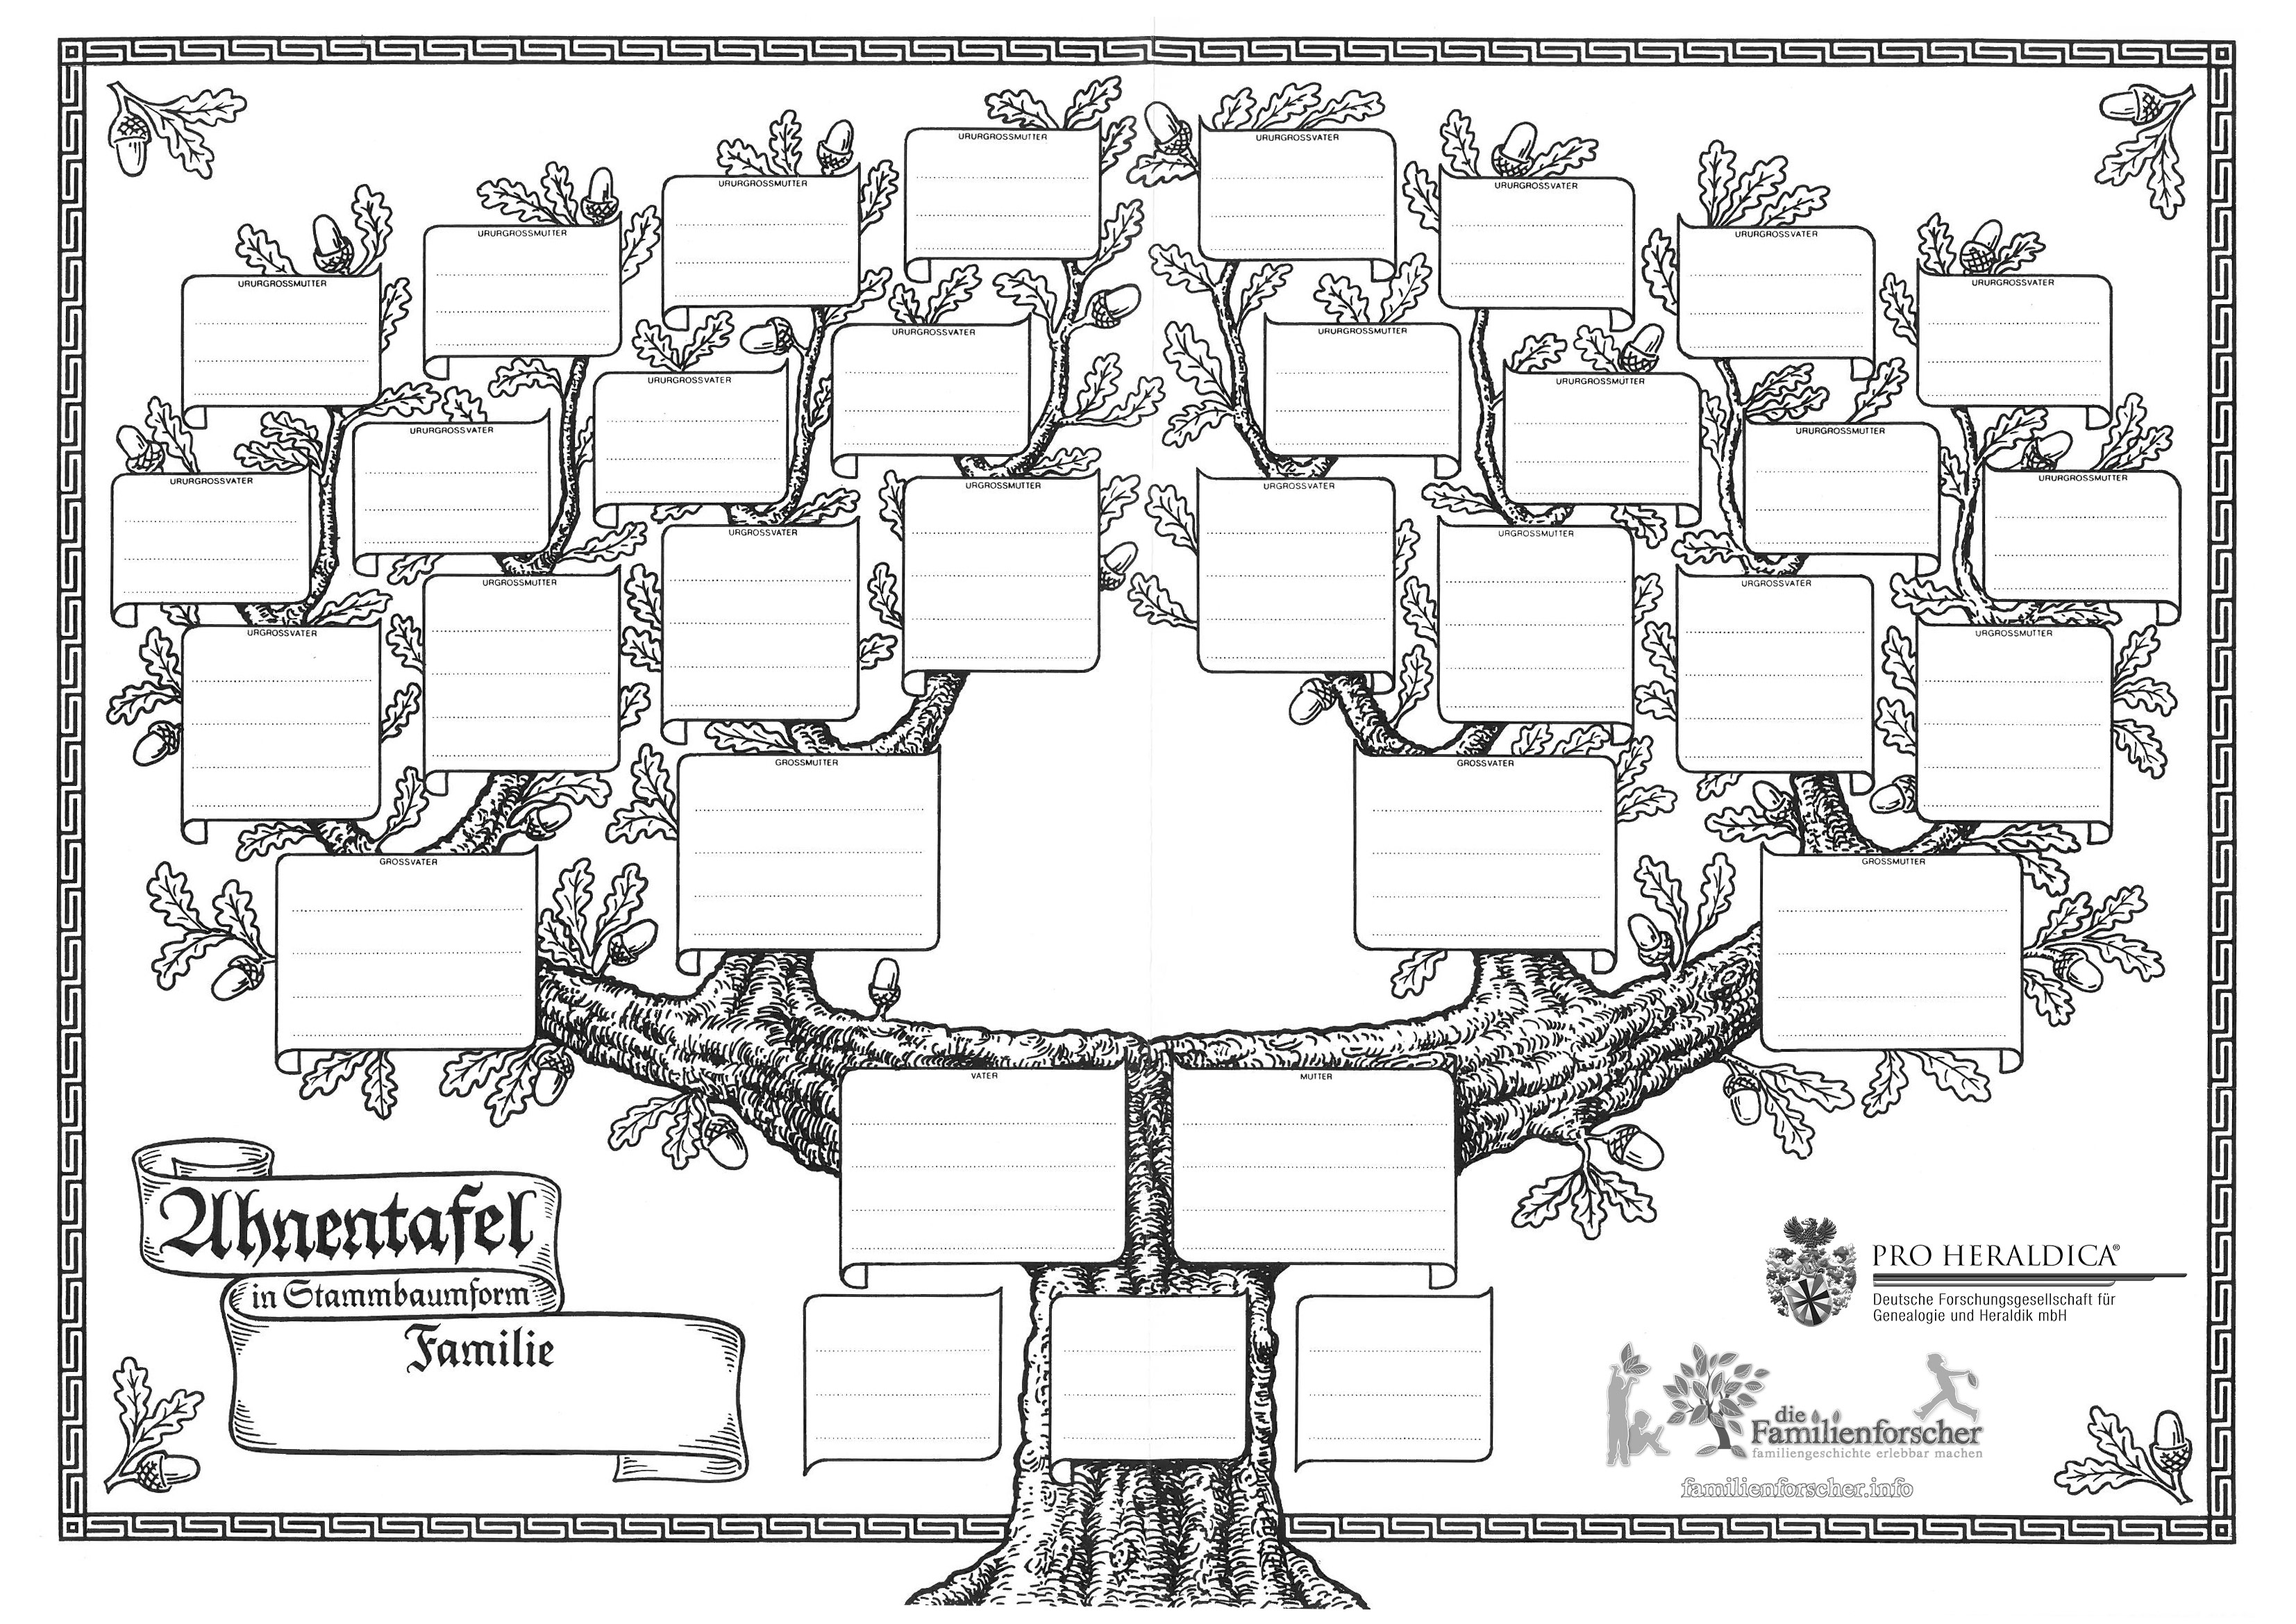 URURGROSSMUTTER
URURGROSSVATER
URURGROSSMUTTER
URURGROSSVATER
URURGROSSMUTTER
URURGROSSVATER
URURGROSSMUTTER
URURGROSSVATER
URURGROSSVATER
URURGROSSMUTTER
URURGROSSVATER
URURGROSSMUTTER
URURGROSSVATER
URURGROSSMUTTER
URURGROSSVATER
URURGROSSMUTTER
URGROSSMUTTER
URGROSSVATER
URGROSSVATER
URGROSSMUTTER
URGROSSMUTTER
URGROSSVATER
URGROSSVATER
URGROSSMUTTER
GROSSMUTTER
GROSSVATER
GROSSVATER
GROSSMUTTER
VATER
MUTTER
Ahnentafel
in Stammbaumform
Familie
PRO HERALDICA®
Deutsche Forschungsgesellschaft für
Genealogie und Heraldik mbH
die
Familienforscher
familiengeschichte erlebbar machen
familienforscher.info